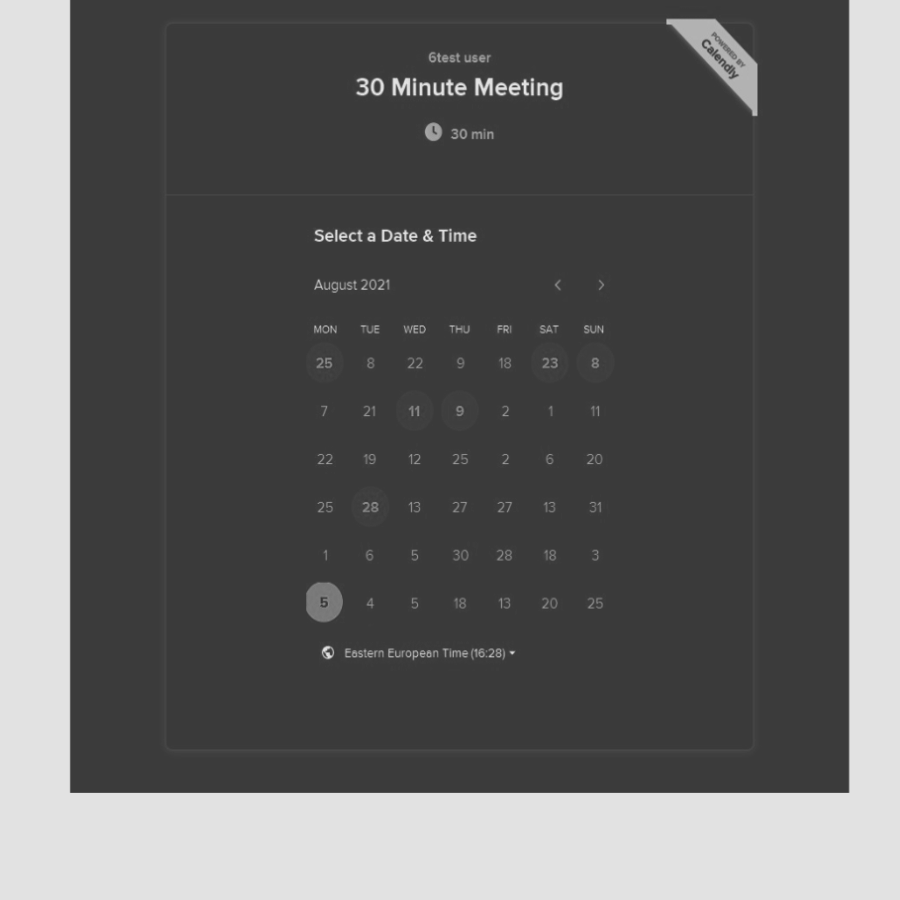 POWERED BY
Calendly
6test user
30 Minute Meeting
30 min
Select a Date & Time
August 2021
MON TUE WED THU FRI SAT SUN
25 8 22 9 18 23 8
7 21 11 9 2 1 11
22 19 12 25 2 6 20
25 28 13 27 27 13 31
1 6 5 30 28 18 3
5 4 5 18 13 20 25
Eastern European Time (16:28)